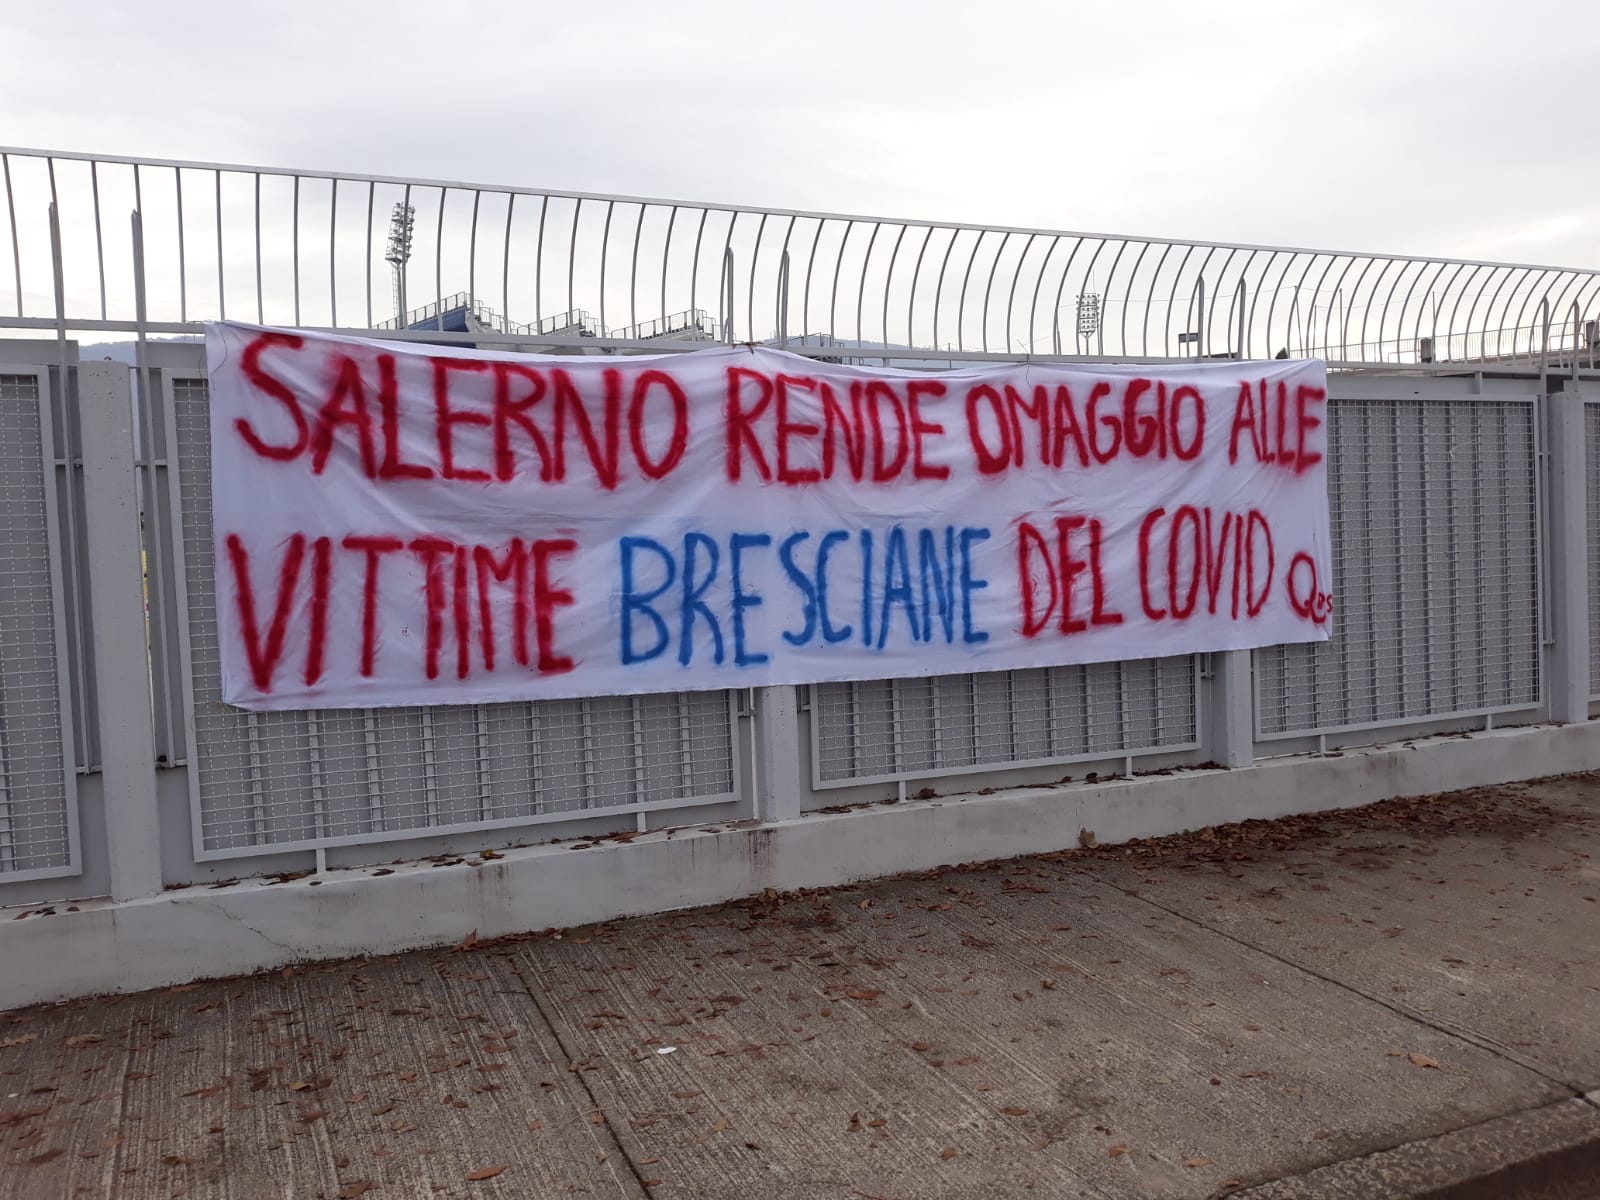 SALERNO RENDE OMAGGIO ALLE
VITTIME BRESCIANE DEL COVID